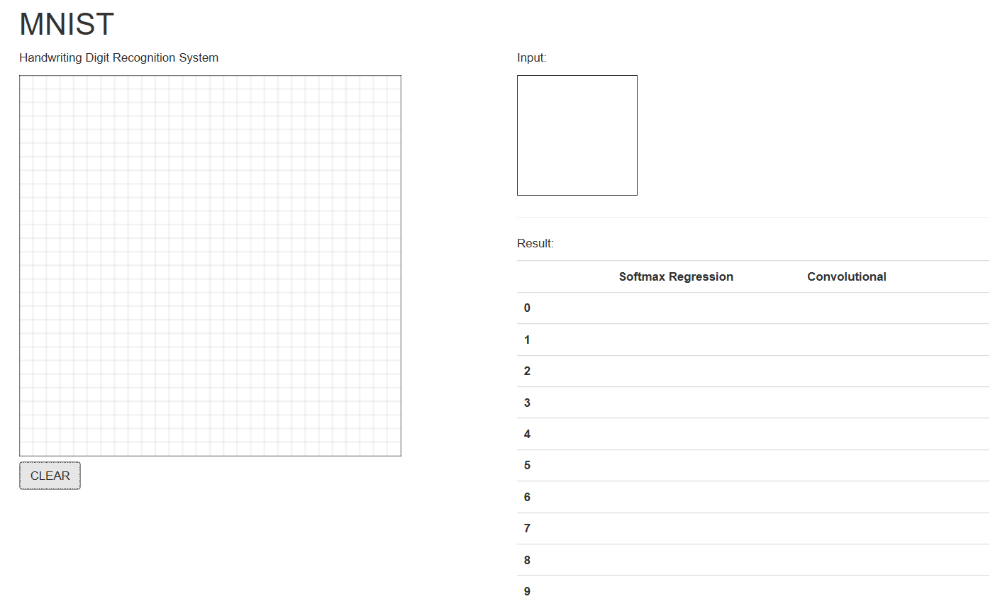 MNIST
Handwriting Digit Recognition System
CLEAR
Input:
Result:
Softmax Regression Convolutional
0
1
2
3
4
5
6
7
8
9